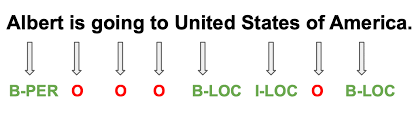 Albert is going to United States of America.
B-PER O O O B-LOC I-LOC O B-LOC